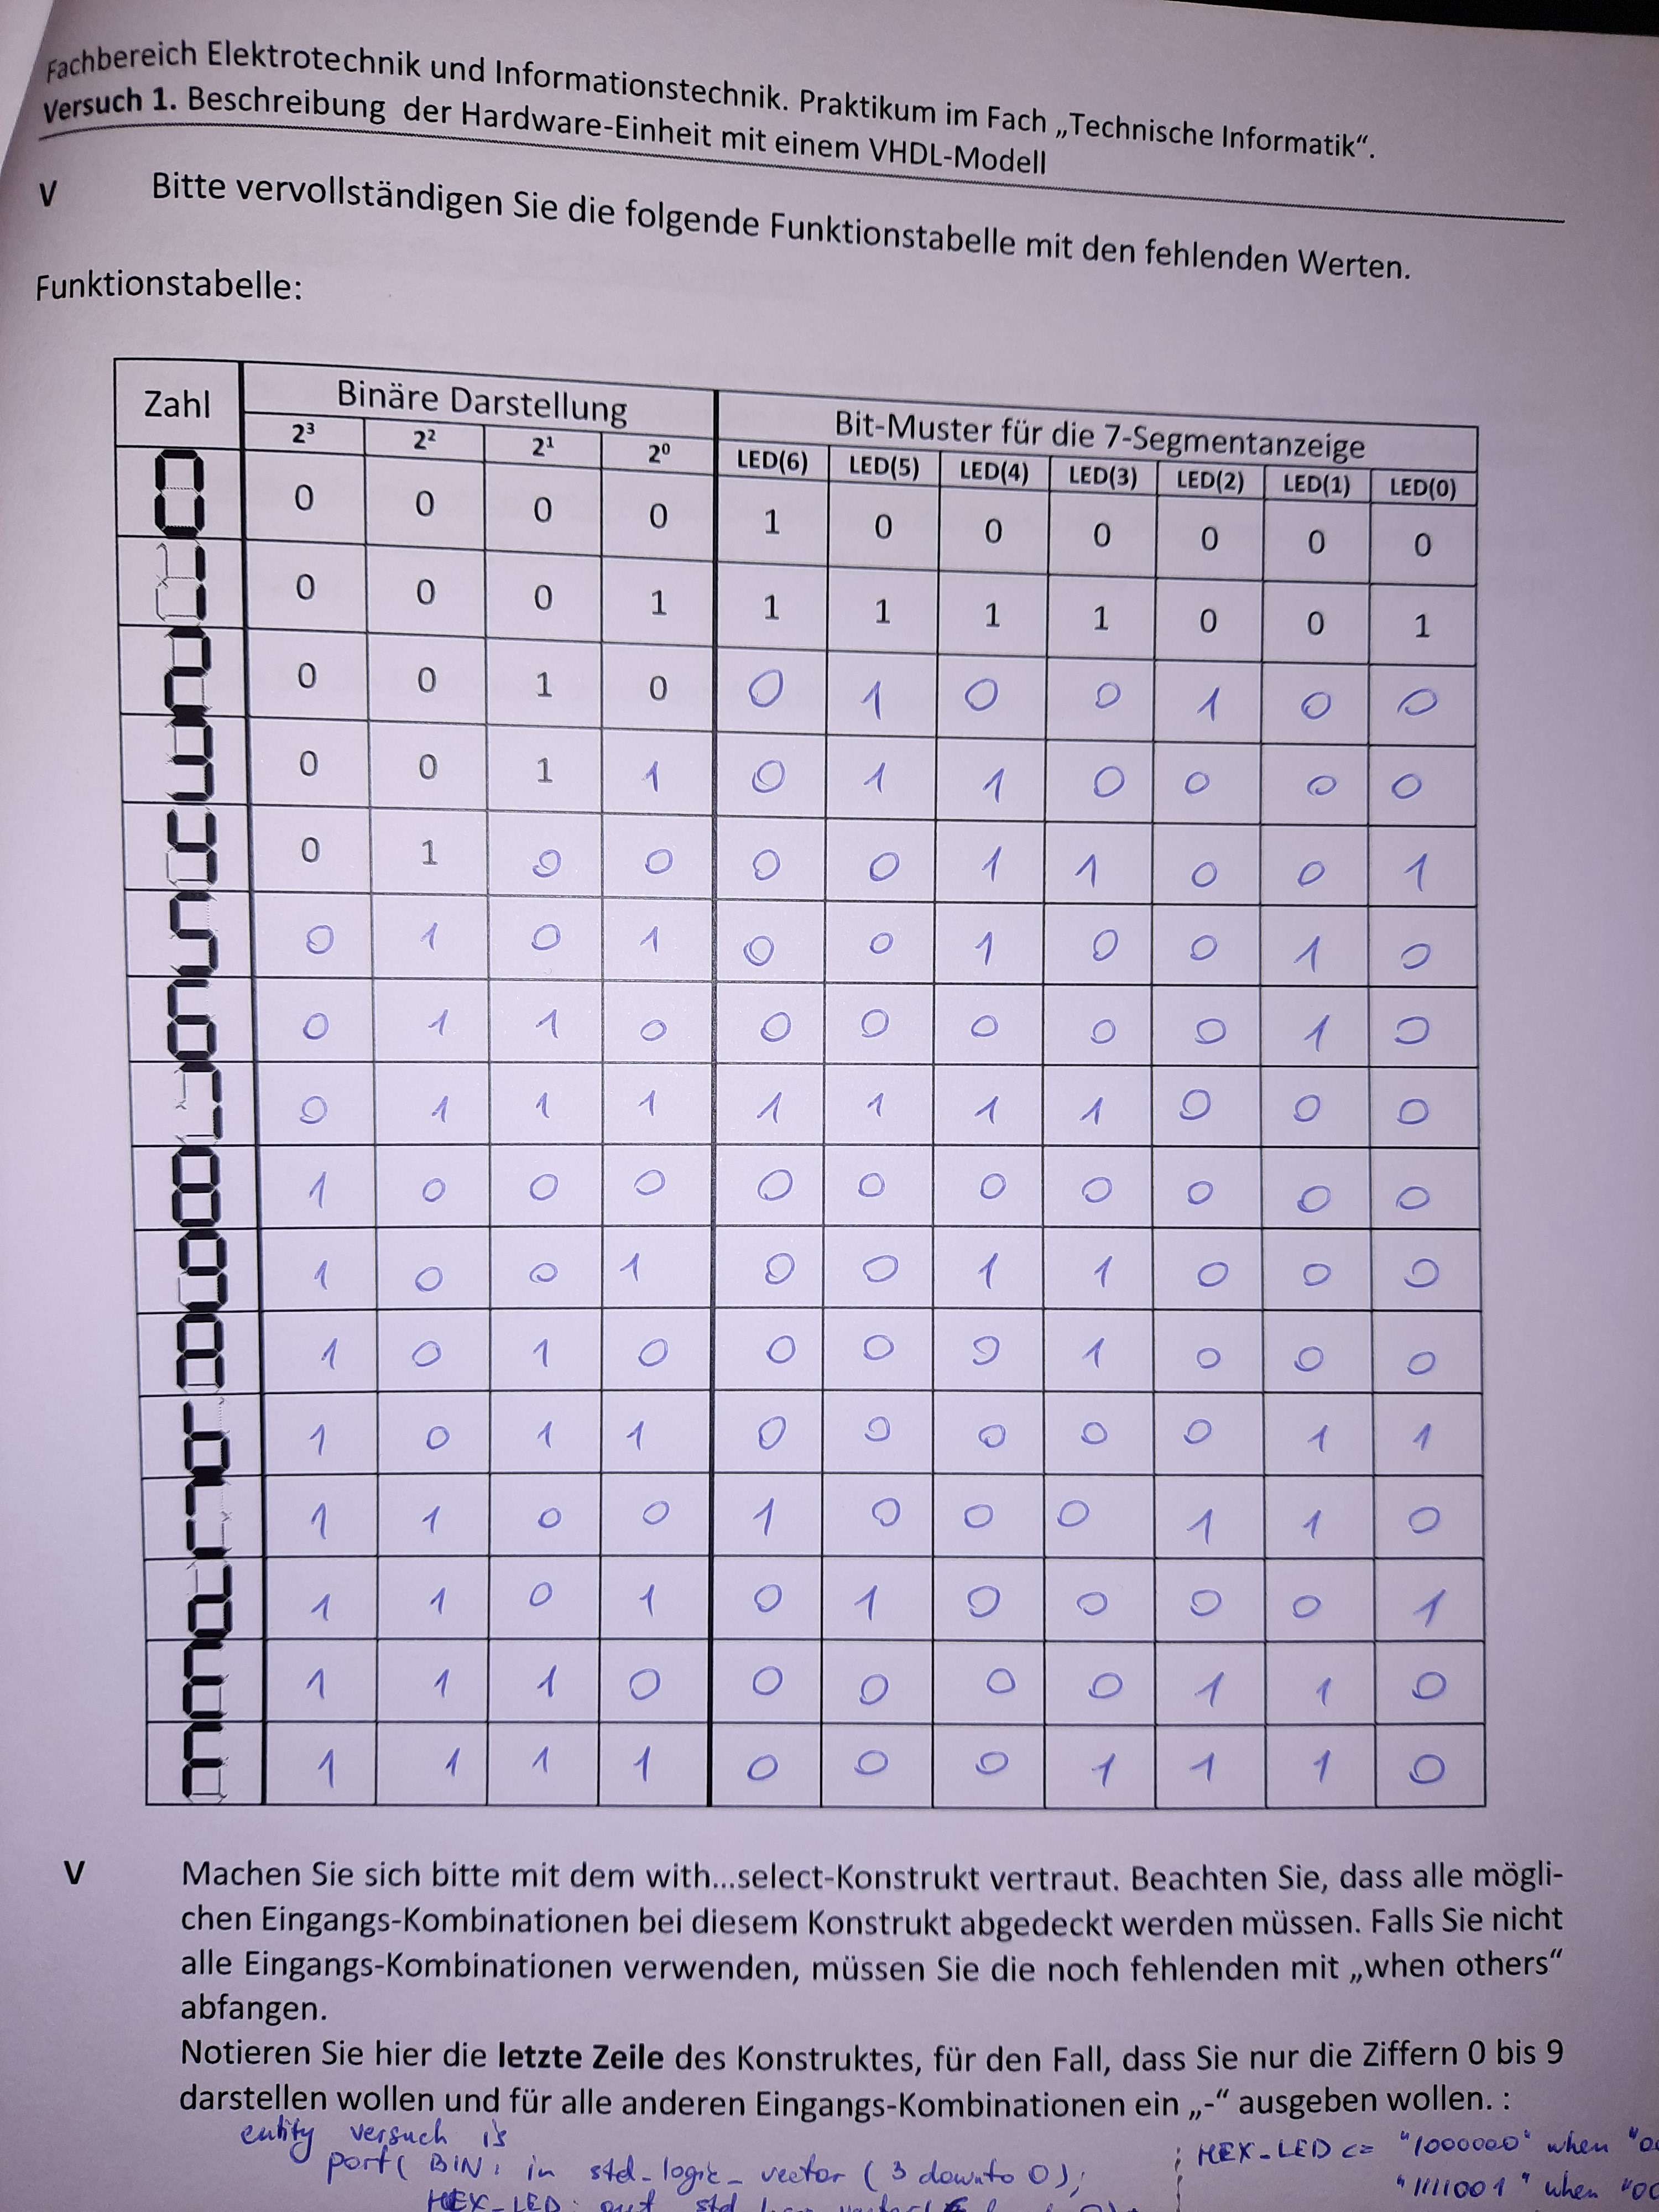 Fachbereich Elektrotechnik und Informationstechnik. Praktikum im Fach „Technische Informatik“.
Versuch 1. Beschreibung der Hardware-Einheit mit einem VHDL-Modell
V Bitte vervollständigen Sie die folgende Funktionstabelle mit den fehlenden Werten.
Funktionstabelle:
Zahl Binäre Darstellung Bit-Muster für die 7-Segmentanzeige
2³ 2² 2¹ 2⁰ LED(6) LED(5) LED(4) LED(3) LED(2) LED(1) LED(0)
0 0 0 0 0 1 0 0 0 0 0 0
1 0 0 0 1 1 1 1 1 0 0 1
2 0 0 1 0 0 1 0 0 1 0 0
3 0 0 1 1 0 1 1 0 0 0 0
4 0 1 0 0 0 0 1 1 0 0 1
5 0 1 0 1 0 0 1 0 0 1 0
6 0 1 1 0 0 0 0 0 0 1 0
7 0 1 1 1 1 1 1 1 0 0 0
8 1 0 0 0 0 0 0 0 0 0 0
9 1 0 0 1 0 0 1 1 0 0 0
A 1 0 1 0 0 0 0 1 0 0 0
b 1 0 1 1 0 0 0 0 0 1 1
C 1 1 0 0 1 0 0 0 1 1 0
d 1 1 0 1 0 1 0 0 0 0 1
E 1 1 1 0 0 0 0 0 1 1 0
F 1 1 1 1 0 0 0 1 1 1 0
V Machen Sie sich bitte mit dem with...select-Konstrukt vertraut. Beachten Sie, dass alle mögli-
chen Eingangs-Kombinationen bei diesem Konstrukt abgedeckt werden müssen. Falls Sie nicht
alle Eingangs-Kombinationen verwenden, müssen Sie die noch fehlenden mit „when others“
abfangen.
Notieren Sie hier die letzte Zeile des Konstruktes, für den Fall, dass Sie nur die Ziffern 0 bis 9
darstellen wollen und für alle anderen Eingangs-Kombinationen ein „-“ ausgeben wollen. :
entity versuch is
port( BIN: in std_logic_vector (3 downto 0); HEX_LED <= "1000000" when "00
HEX_LED: out "1111001" when "00